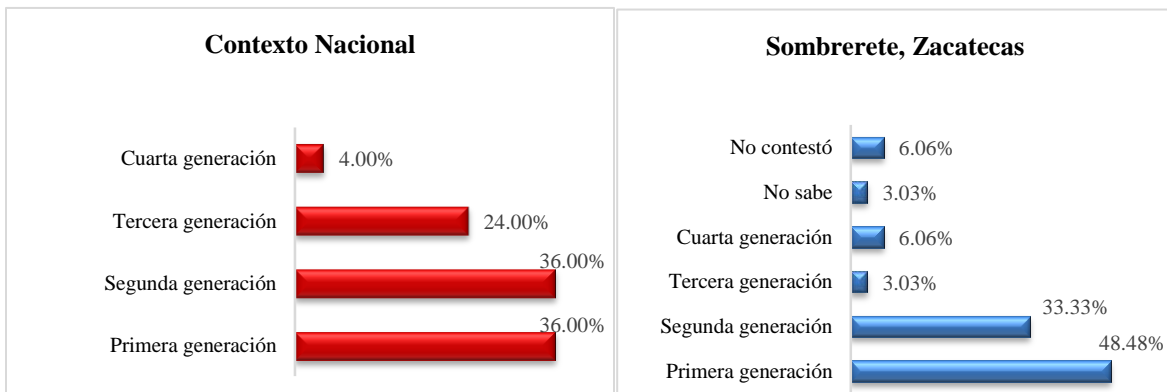 Contexto Nacional
Cuarta generación 4.00%
Tercera generación 24.00%
Segunda generación 36.00%
Primera generación 36.00%
Sombrerete, Zacatecas
No contestó 6.06%
No sabe 3.03%
Cuarta generación 6.06%
Tercera generación 3.03%
Segunda generación 33.33%
Primera generación 48.48%